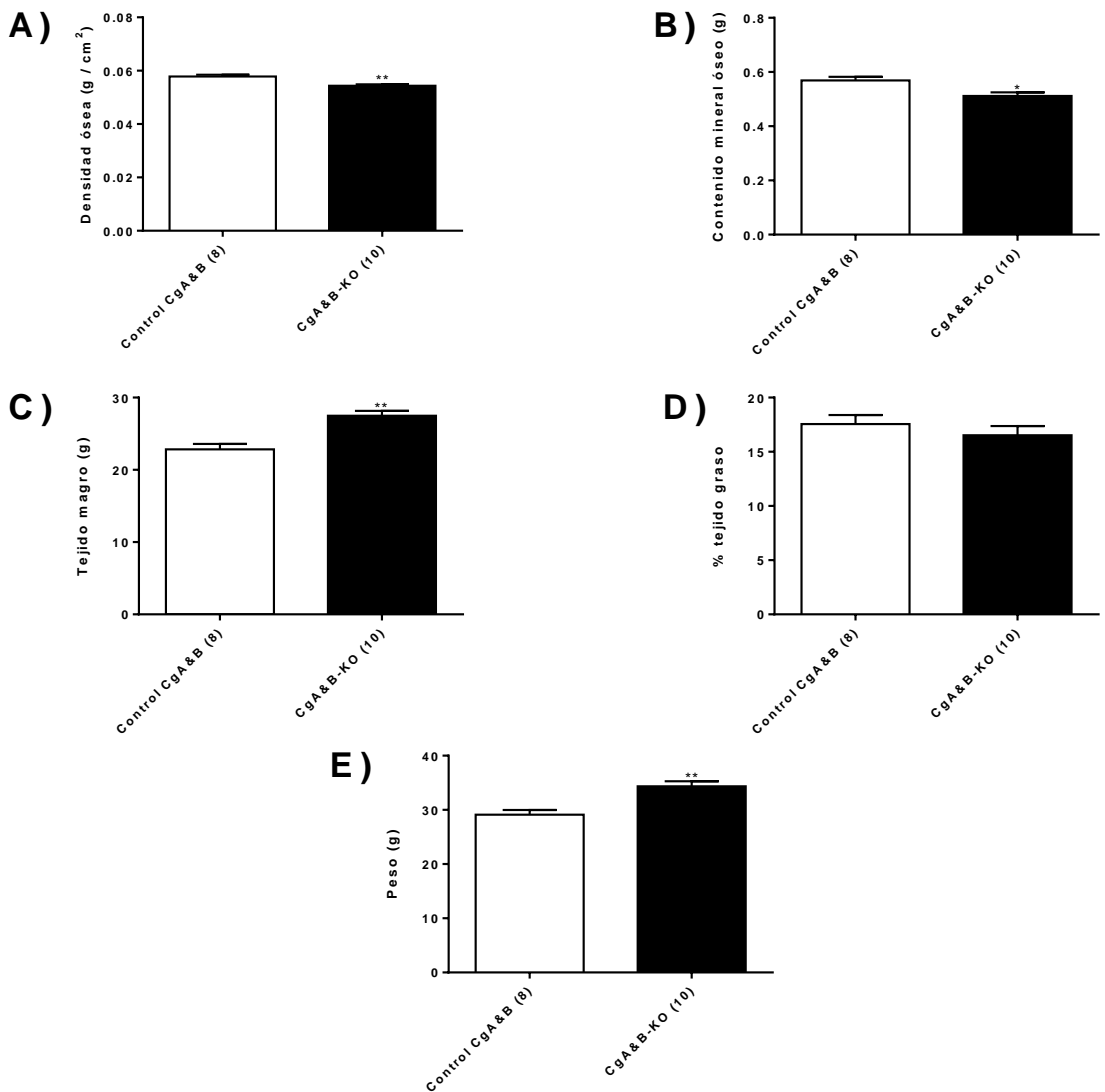 A)
Densidad ósea (g / cm²)
0.08
0.06
0.04
0.02
0.00
**
Control CgA&B (8)
CgA&B-KO (10)
B)
Contenido mineral óseo (g)
0.8
0.6
0.4
0.2
0.0
*
Control CgA&B (8)
CgA&B-KO (10)
C)
Tejido magro (g)
30
20
10
0
**
Control CgA&B (8)
CgA&B-KO (10)
D)
% tejido graso
20
15
10
5
0
Control CgA&B (8)
CgA&B-KO (10)
E)
Peso (g)
40
30
20
10
0
**
Control CgA&B (8)
CgA&B-KO (10)